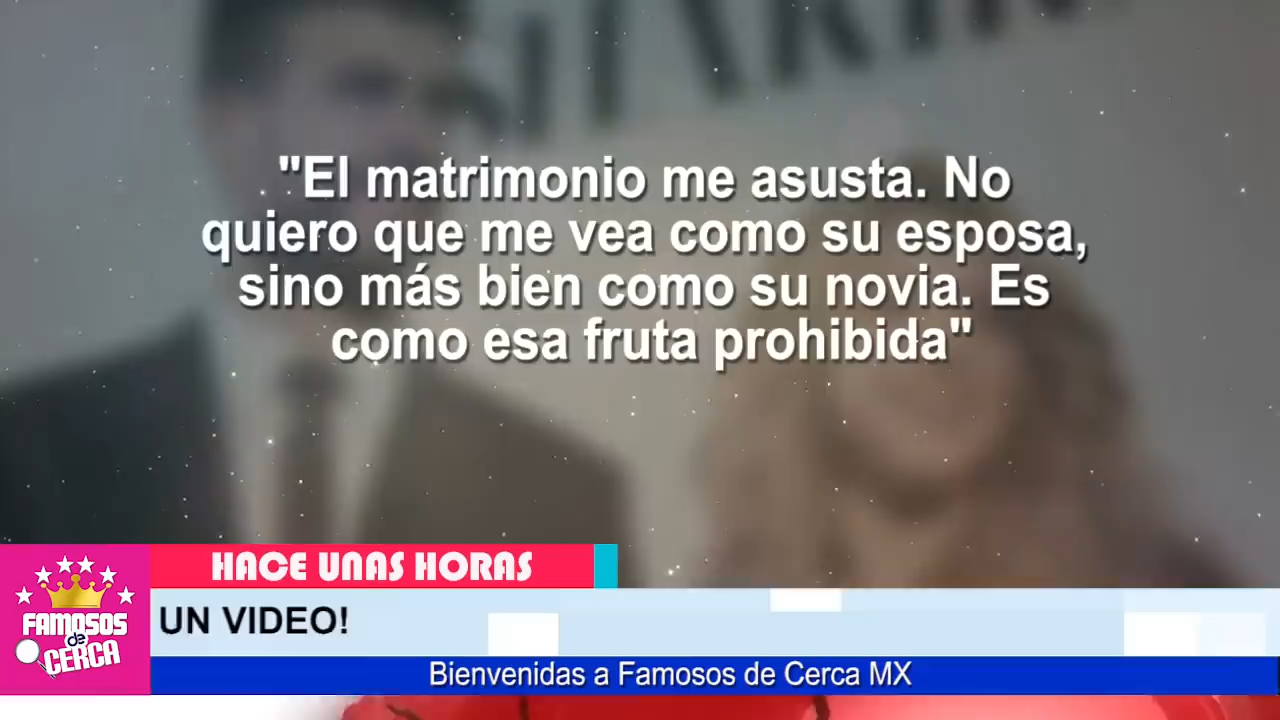 "El matrimonio me asusta. No
quiero que me vea como su esposa,
sino más bien como su novia. Es
como esa fruta prohibida"
HACE UNAS HORAS
UN VIDEO!
FAMOSOS
de
CERCA
Bienvenidas a Famosos de Cerca MX